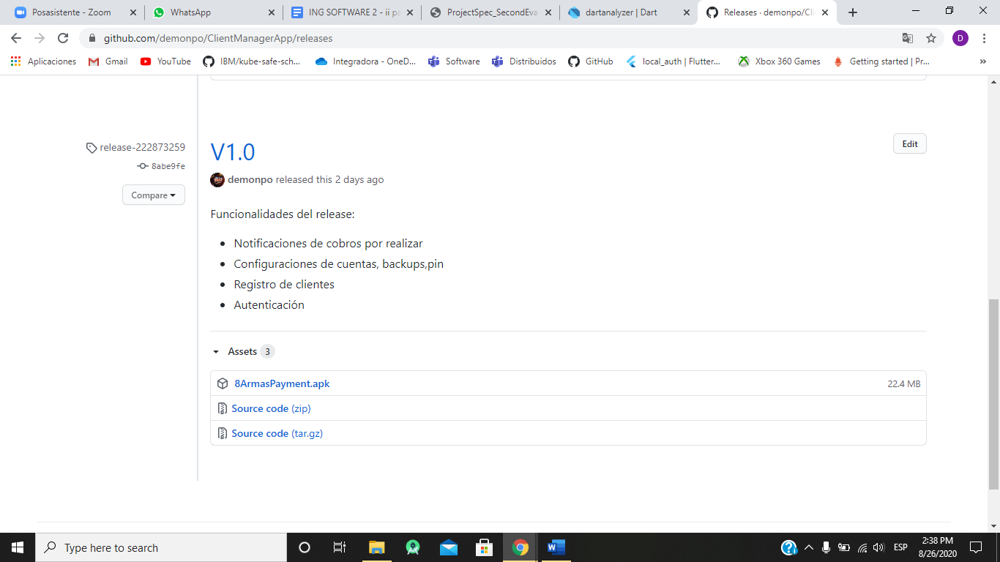 Posasistente - Zoom
WhatsApp
ING SOFTWARE 2 - ii pa
ProjectSpec_SecondEva
dartanalyzer | Dart
Releases · demonpo/Cli
github.com/demonpo/ClientManagerApp/releases
D
Aplicaciones
Gmail
YouTube
IBM/kube-safe-sch...
Integradora - OneD...
Software
Distribuidos
GitHub
local_auth | Flutter...
Xbox 360 Games
Getting started | Pr...
»
release-222873259
8abe9fe
Compare
V1.0
Edit
demonpo released this 2 days ago
Funcionalidades del release:
• Notificaciones de cobros por realizar
• Configuraciones de cuentas, backups,pin
• Registro de clientes
• Autenticación
Assets 3
8ArmasPayment.apk 22.4 MB
Source code (zip)
Source code (tar.gz)
Type here to search
ESP
2:38 PM
8/26/2020